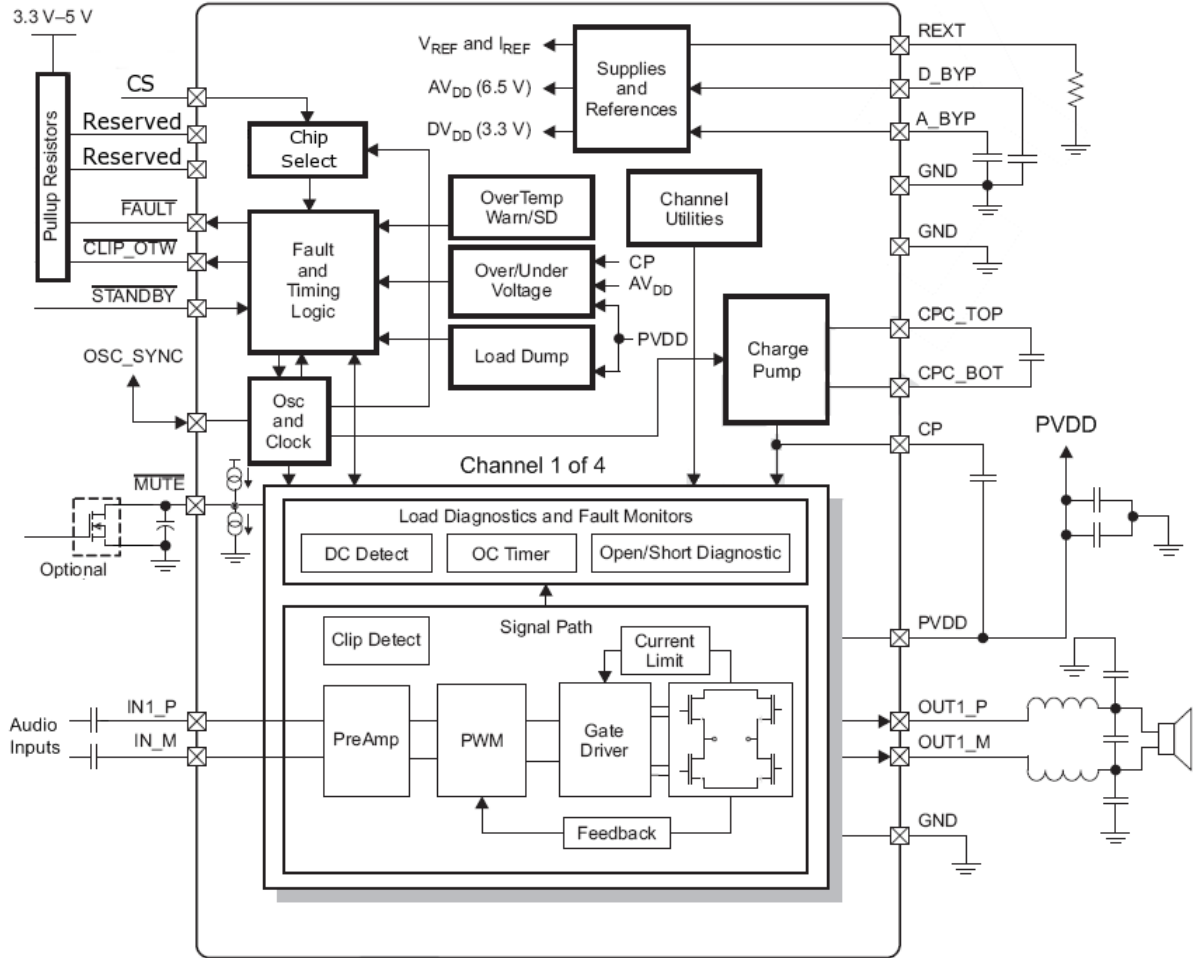 3.3 V–5 V
Pullup Resistors
CS
Reserved
Reserved
FAULT
CLIP_OTW
STANDBY
OSC_SYNC
MUTE
Optional
Audio
Inputs
IN1_P
IN_M
Chip
Select
Fault
and
Timing
Logic
Osc
and
Clock
VREF and IREF
AVDD (6.5 V)
DVDD (3.3 V)
Supplies
and
References
OverTemp
Warn/SD
Over/Under
Voltage
Load Dump
CP
AVDD
PVDD
Channel
Utilities
Charge
Pump
Channel 1 of 4
Load Diagnostics and Fault Monitors
DC Detect
OC Timer
Open/Short Diagnostic
Signal Path
Clip Detect
Current
Limit
PreAmp
PWM
Gate
Driver
Feedback
REXT
D_BYP
A_BYP
GND
GND
CPC_TOP
CPC_BOT
CP
PVDD
PVDD
OUT1_P
OUT1_M
GND